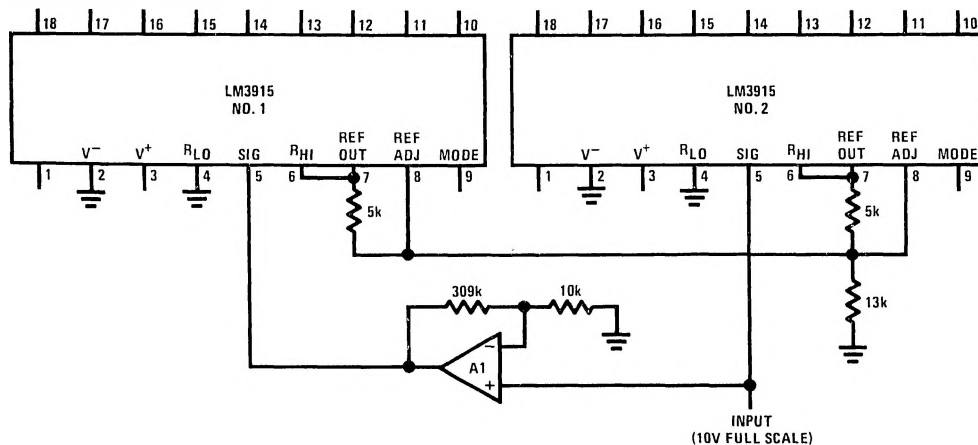 18 17 16 15 14 13 12 11 10
18 17 16 15 14 13 12 11 10
LM3915
NO. 1
LM3915
NO. 2
V− V+ RLO SIG RHI REF OUT REF ADJ MODE
V− V+ RLO SIG RHI REF OUT REF ADJ MODE
1 2 3 4 5 6 7 8 9
1 2 3 4 5 6 7 8 9
5k
5k
309k
10k
13k
−
A1
+
INPUT
(10V FULL SCALE)